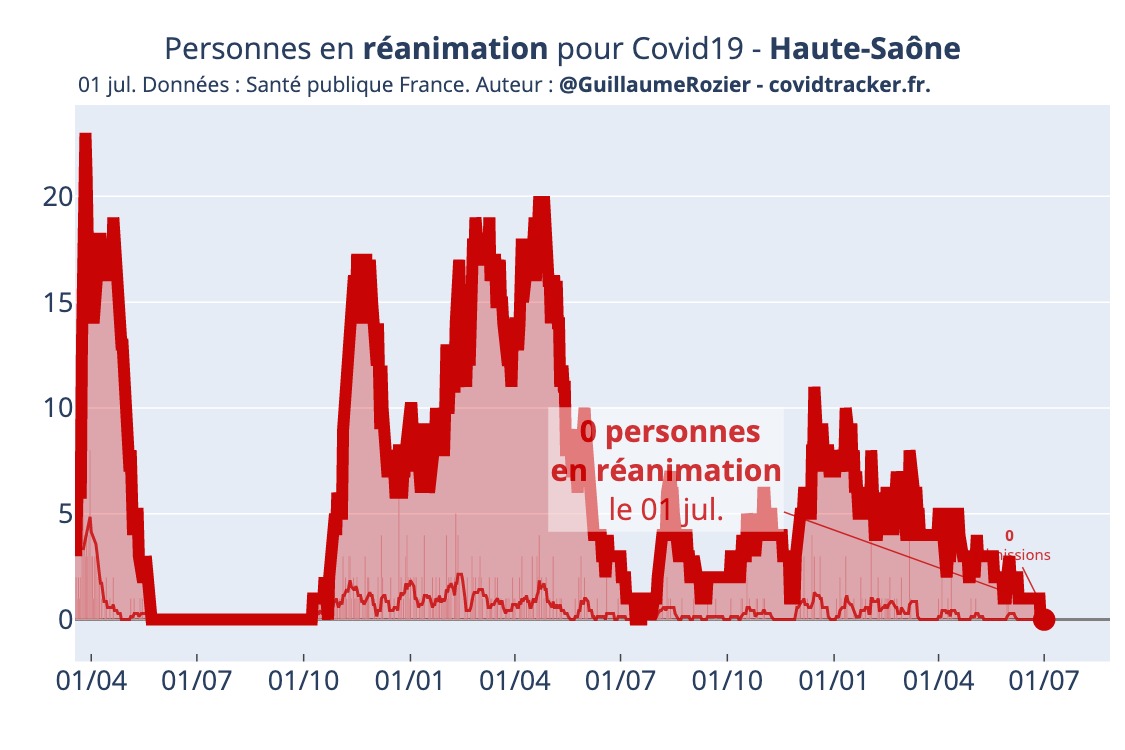 Personnes en réanimation pour Covid19 - Haute-Saône
01 jul. Données : Santé publique France. Auteur : @GuillaumeRozier - covidtracker.fr.
20
15
10
5
0
0 personnes
en réanimation
le 01 jul.
0
01/04 01/07 01/10 01/01 01/04 01/07 01/10 01/01 01/04 01/07